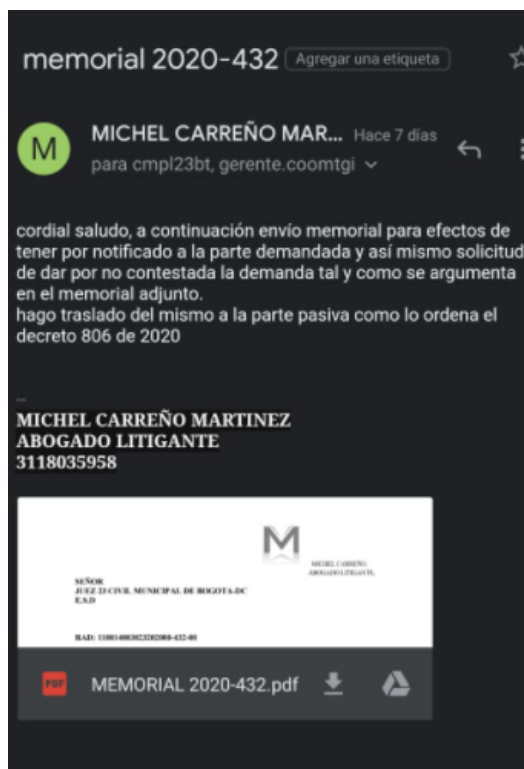 memorial 2020-432 Agregar una etiqueta
M
MICHEL CARREÑO MAR... Hace 7 días
para cmpl23bt, gerente.coomtgi
cordial saludo, a continuación envío memorial para efectos de
tener por notificado a la parte demandada y así mismo solicitud
de dar por no contestada la demanda tal y como se argumenta
en el memorial adjunto.
hago traslado del mismo a la parte pasiva como lo ordena el
decreto 806 de 2020
--
MICHEL CARREÑO MARTINEZ
ABOGADO LITIGANTE
3118035958
M
MICHEL CARREÑO.
ABOGADO LITIGANTE.
SEÑOR
JUEZ 23 CIVIL MUNICIPAL DE BOGOTA-DC
E.S.D
PDF
MEMORIAL 2020-432.pdf